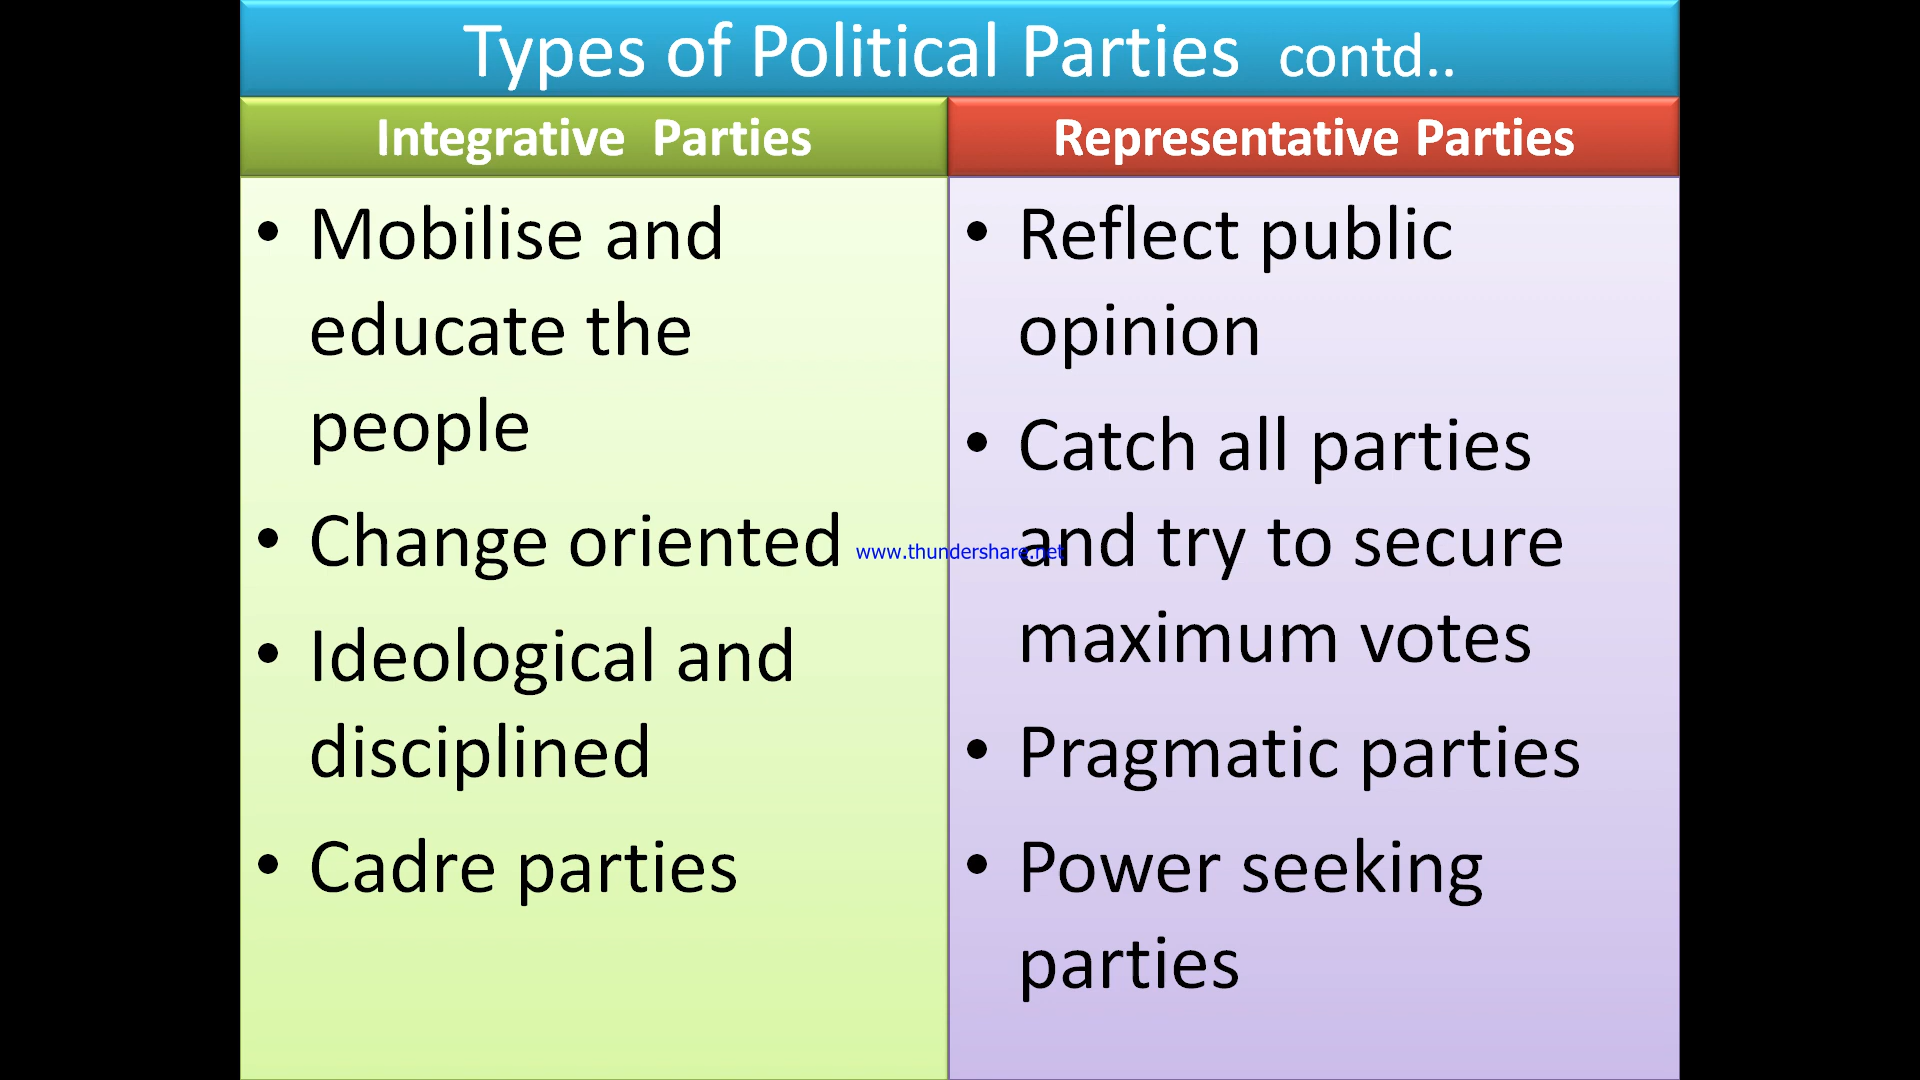 Types of Political Parties contd..
Integrative Parties
• Mobilise and
educate the
people
• Change oriented
• Ideological and
disciplined
• Cadre parties
Representative Parties
• Reflect public
opinion
• Catch all parties
and try to secure
maximum votes
• Pragmatic parties
• Power seeking
parties
www.thundershare.net